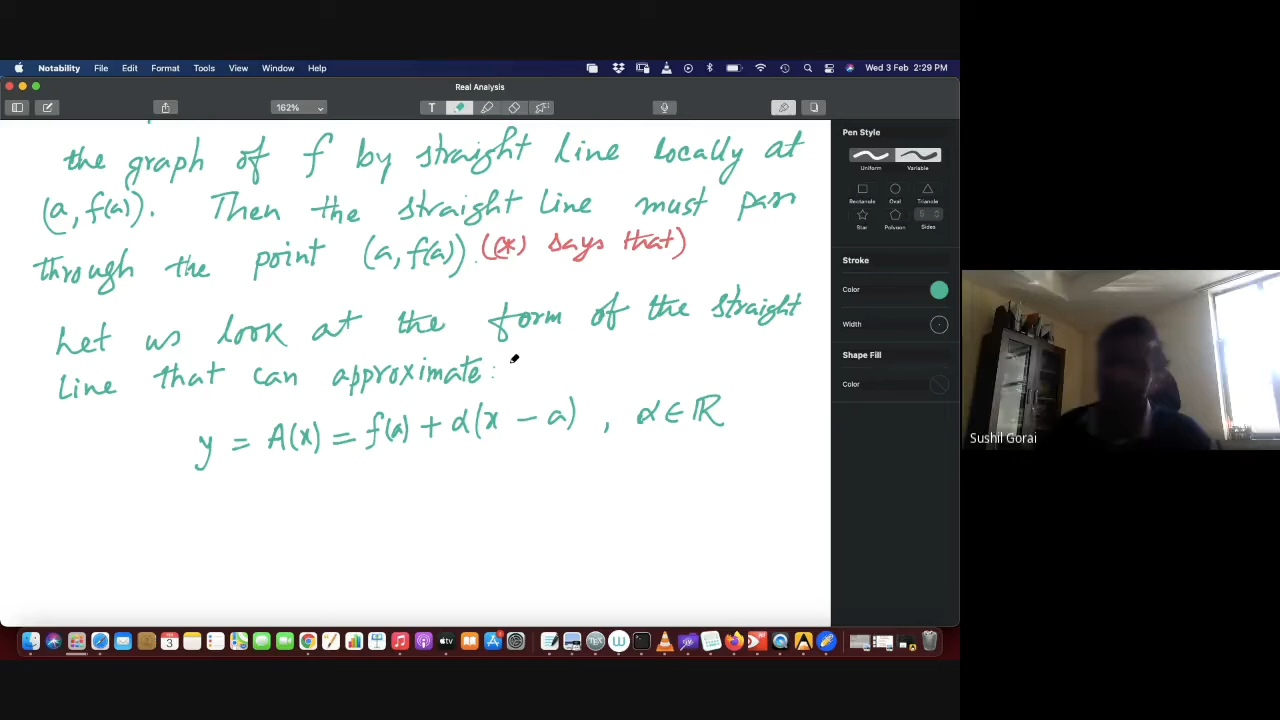 Notability File Edit Format Tools View Window Help Wed 3 Feb 2:29 PM
Real Analysis
162%
T
the graph of f by straight line locally at
(a, f(a)). Then the straight line must pass
through the point (a, f(a)). ((*) says that)
Let us look at the form of the straight
line that can approximate:
y = A(x) = f(a) + α(x - a) , α ∈ ℝ
Pen Style
Uniform Variable
Rectangle Oval Triangle
5
Star Polygon Sides
Stroke
Color
Width
Shape Fill
Color
Sushil Gorai